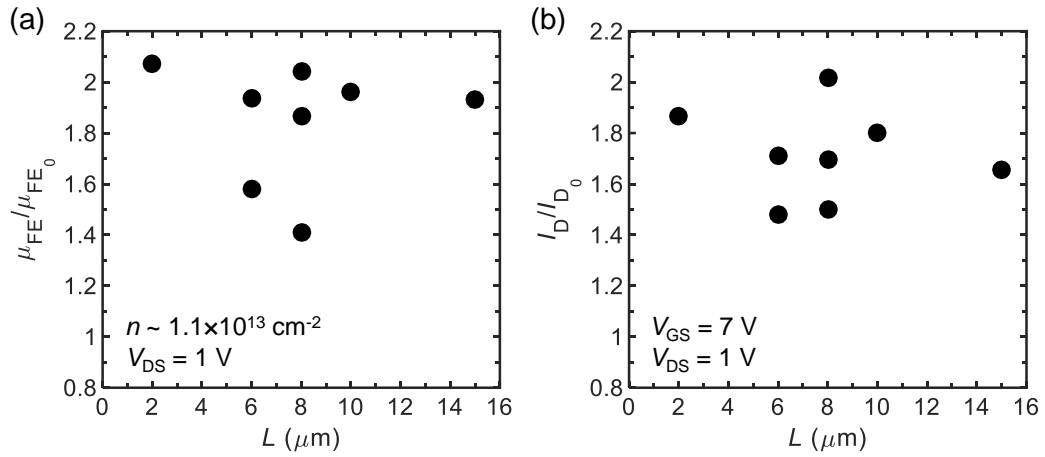 (a)
2.2
2
1.8
1.6
1.4
1.2
1
0.8
μFE/μFE0
n ~ 1.1×10¹³ cm⁻²
VDS = 1 V
0 2 4 6 8 10 12 14 16
L (μm)
(b)
2.2
2
1.8
1.6
1.4
1.2
1
0.8
ID/ID0
VGS = 7 V
VDS = 1 V
0 2 4 6 8 10 12 14 16
L (μm)